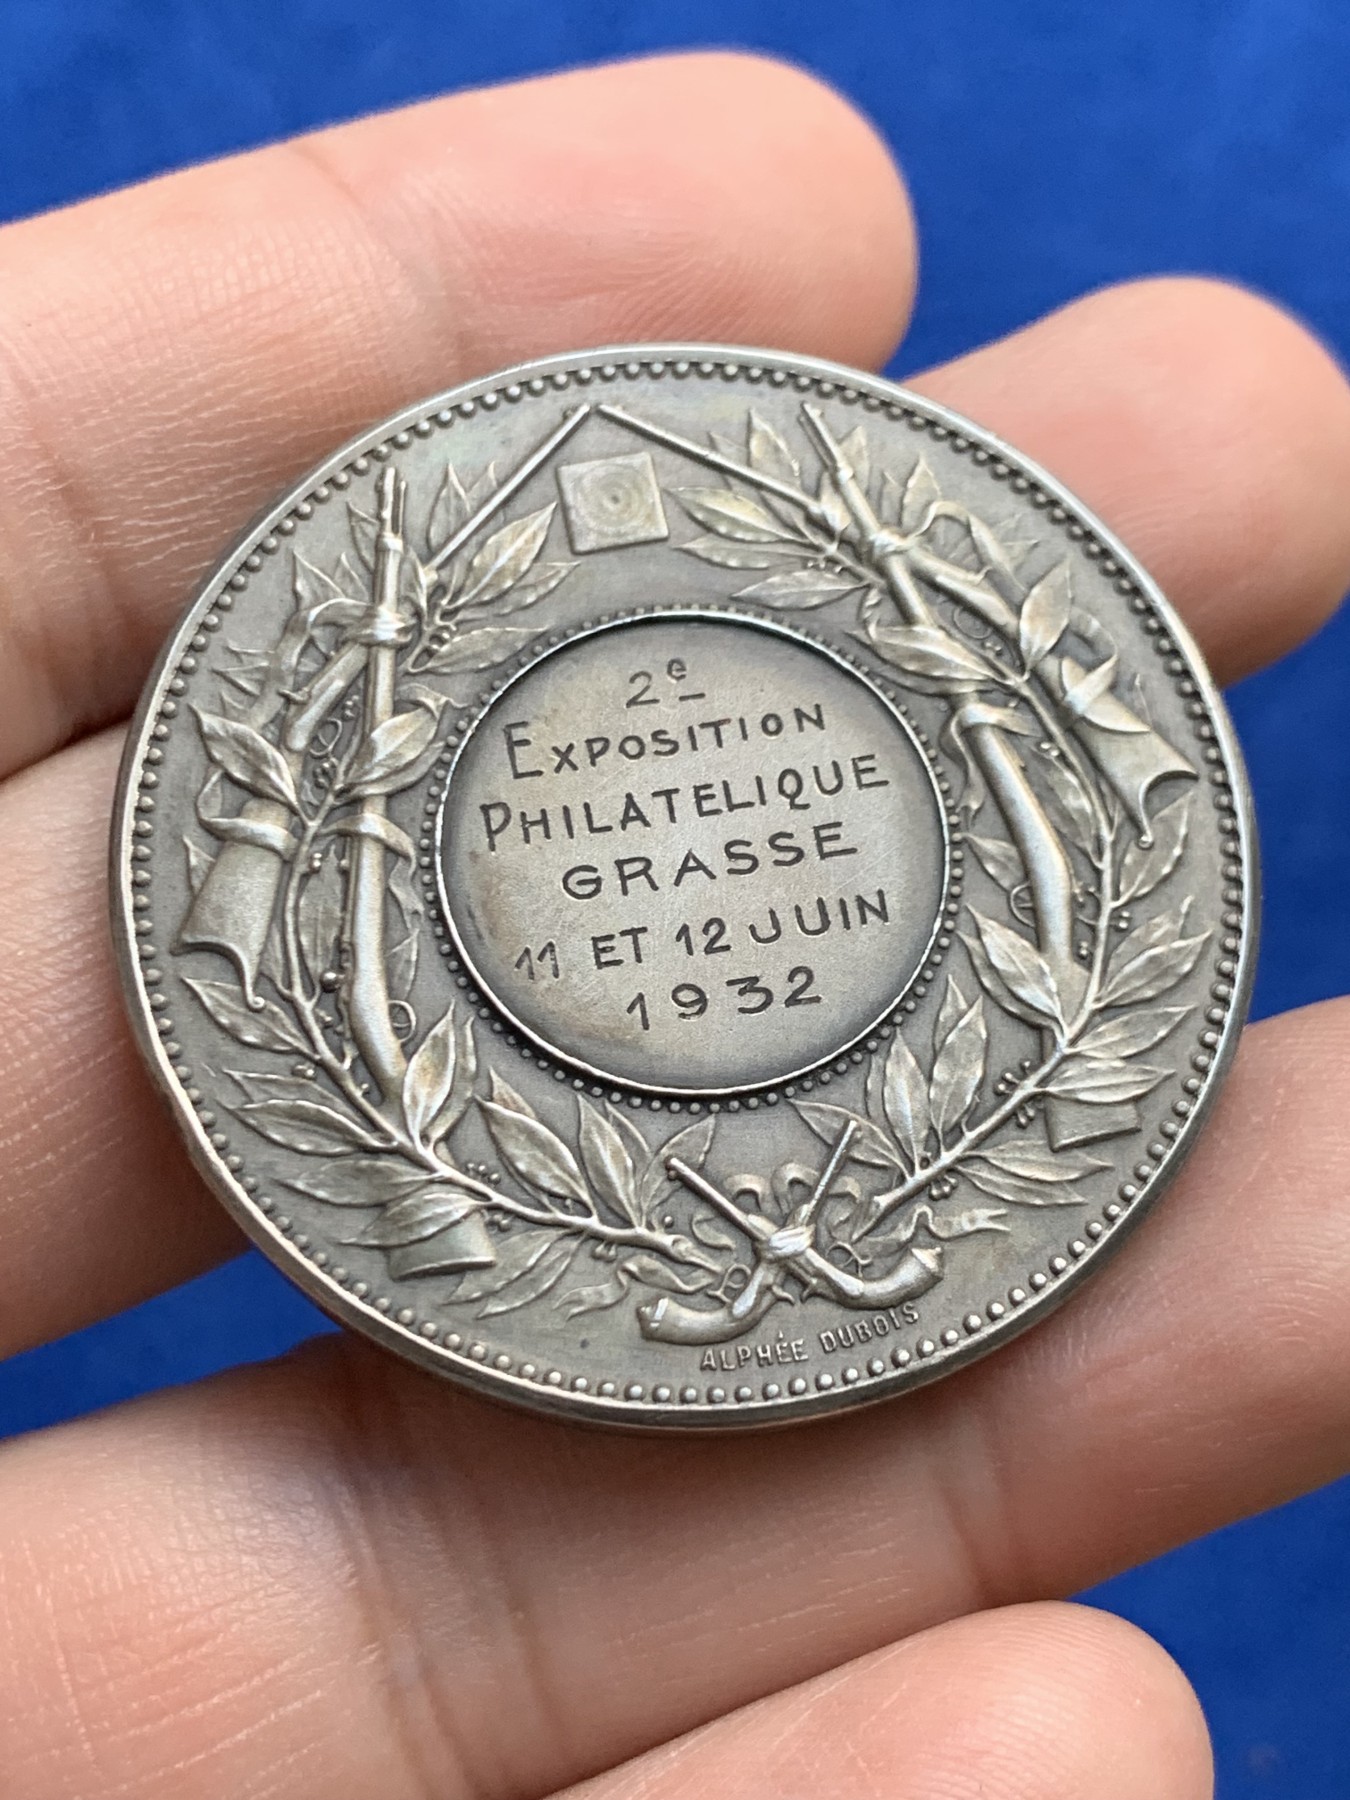 2e
EXPOSITION
PHILATELIQUE
GRASSE
11 ET 12 JUIN
1932
ALPHÉE DUBOIS